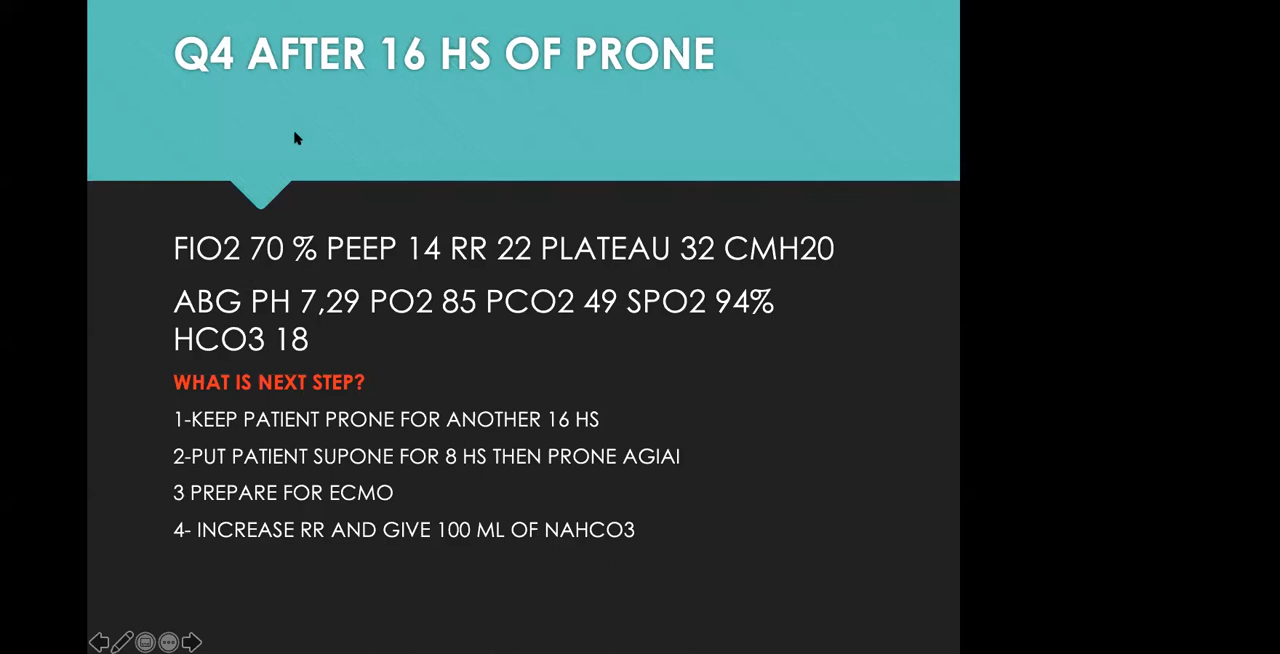 Q4 AFTER 16 HS OF PRONE
FIO2 70 % PEEP 14 RR 22 PLATEAU 32 CMH20
ABG PH 7,29 PO2 85 PCO2 49 SPO2 94%
HCO3 18
WHAT IS NEXT STEP?
1-KEEP PATIENT PRONE FOR ANOTHER 16 HS
2-PUT PATIENT SUPONE FOR 8 HS THEN PRONE AGIAI
3 PREPARE FOR ECMO
4- INCREASE RR AND GIVE 100 ML OF NAHCO3